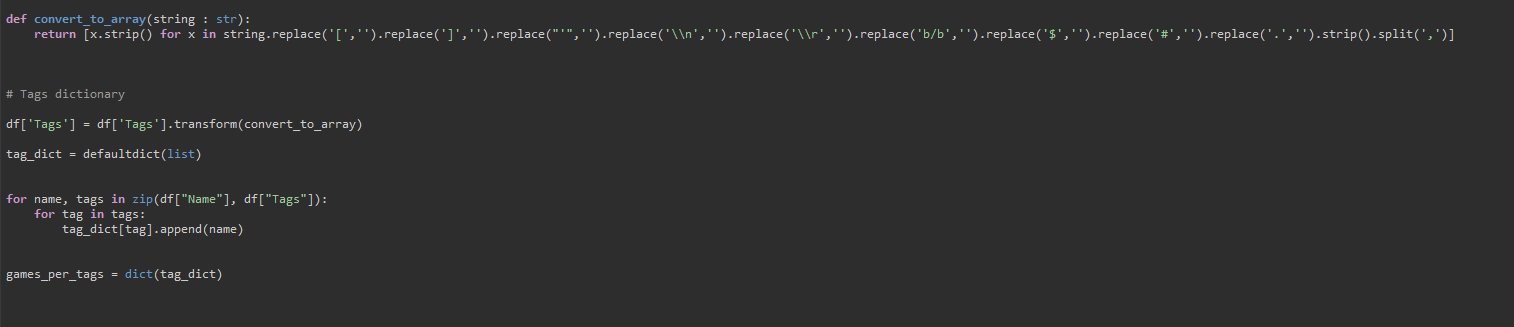 def convert_to_array(string : str):
    return [x.strip() for x in string.replace('[','').replace(']','').replace("'",'').replace('\\n','').replace('\\r','').replace('b/b','').replace('$','').replace('#','').replace('.','').strip().split(',')]
# Tags dictionary
df['Tags'] = df['Tags'].transform(convert_to_array)
tag_dict = defaultdict(list)
for name, tags in zip(df["Name"], df["Tags"]):
    for tag in tags:
        tag_dict[tag].append(name)
games_per_tags = dict(tag_dict)